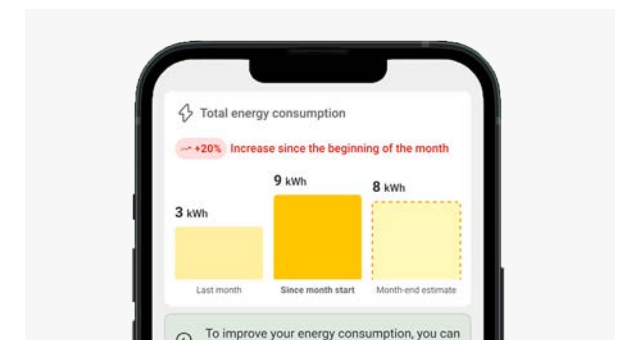 Total energy consumption
+20% Increase since the beginning of the month
9 kWh
8 kWh
3 kWh
Last month
Since month start
Month-end estimate
To improve your energy consumption, you can